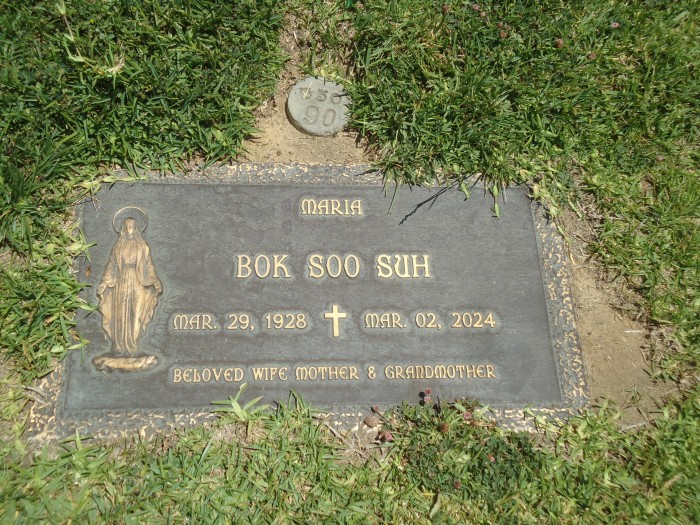 90
MARIA
BOK SOO SUH
MAR. 29, 1928 MAR. 02, 2024
BELOVED WIFE MOTHER & GRANDMOTHER